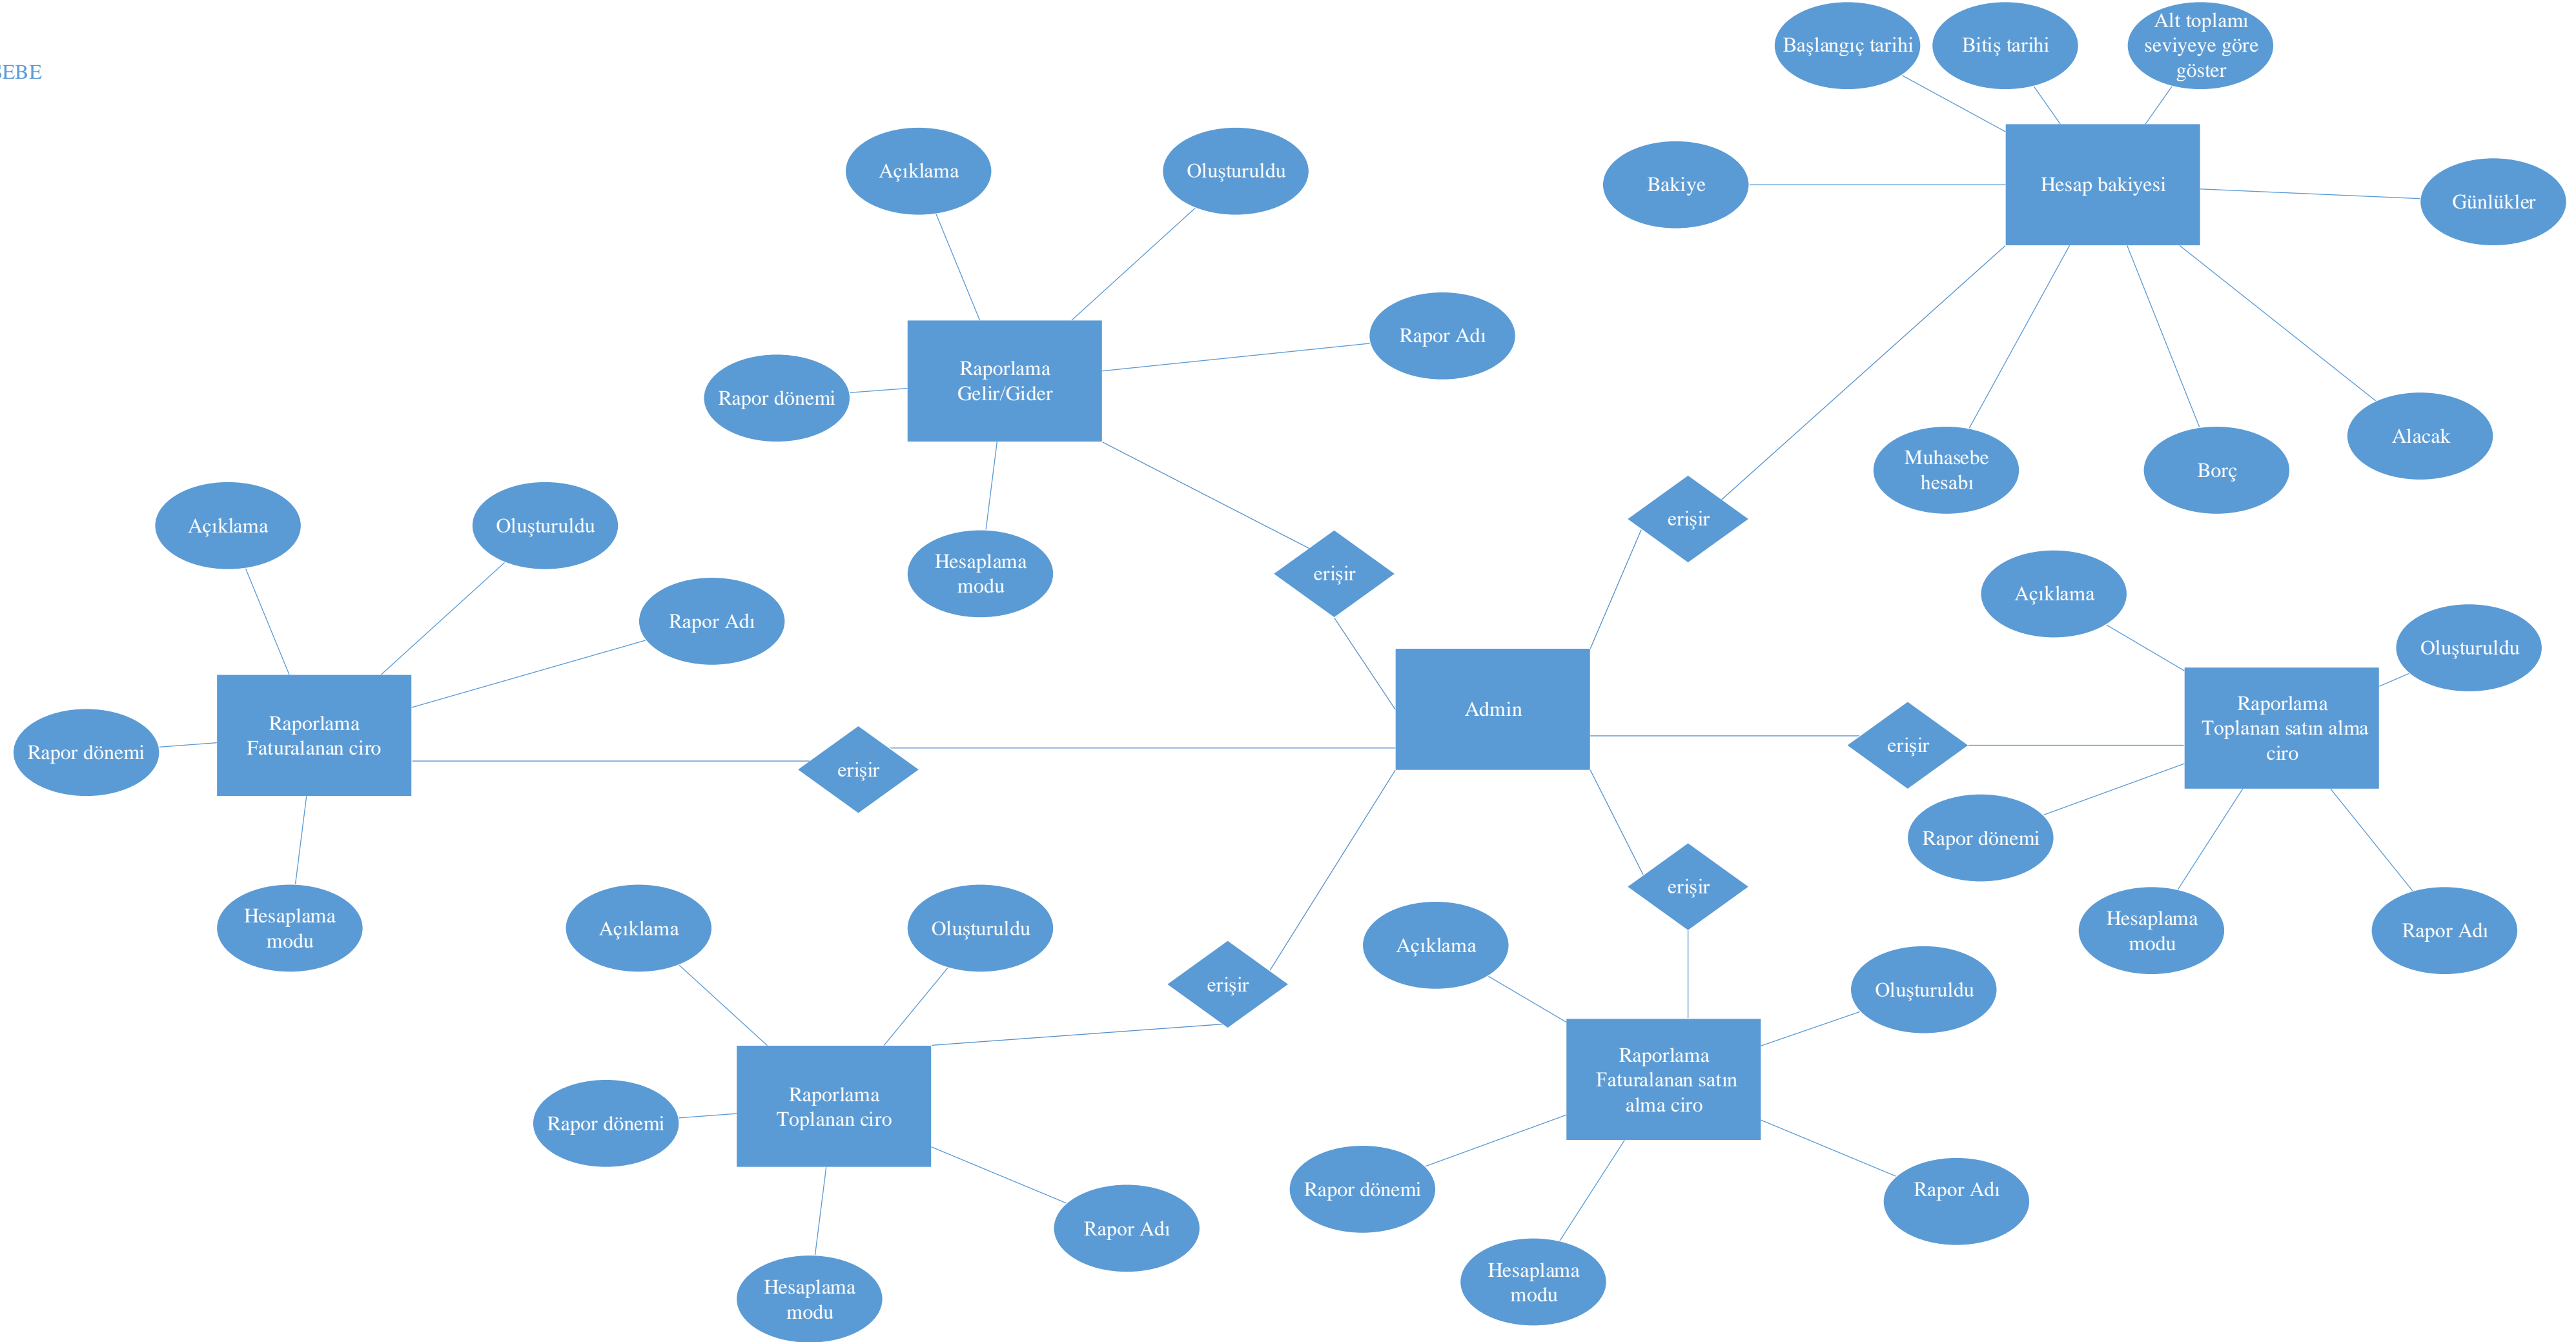 SEBE
Başlangıç tarihi
Bitiş tarihi
Alt toplamı
seviyeye göre
göster
Bakiye
Hesap bakiyesi
Günlükler
Muhasebe
hesabı
Borç
Alacak
Açıklama
Oluşturuldu
Rapor Adı
Raporlama
Gelir/Gider
Rapor dönemi
Hesaplama
modu
erişir
erişir
Açıklama
Oluşturuldu
Rapor Adı
Raporlama
Faturalanan ciro
Rapor dönemi
Hesaplama
modu
erişir
Admin
erişir
Açıklama
Oluşturuldu
Raporlama
Toplanan satın alma
ciro
Rapor dönemi
Hesaplama
modu
Rapor Adı
erişir
erişir
Açıklama
Oluşturuldu
Raporlama
Toplanan ciro
Rapor dönemi
Rapor Adı
Hesaplama
modu
Açıklama
Oluşturuldu
Raporlama
Faturalanan satın
alma ciro
Rapor dönemi
Rapor Adı
Hesaplama
modu